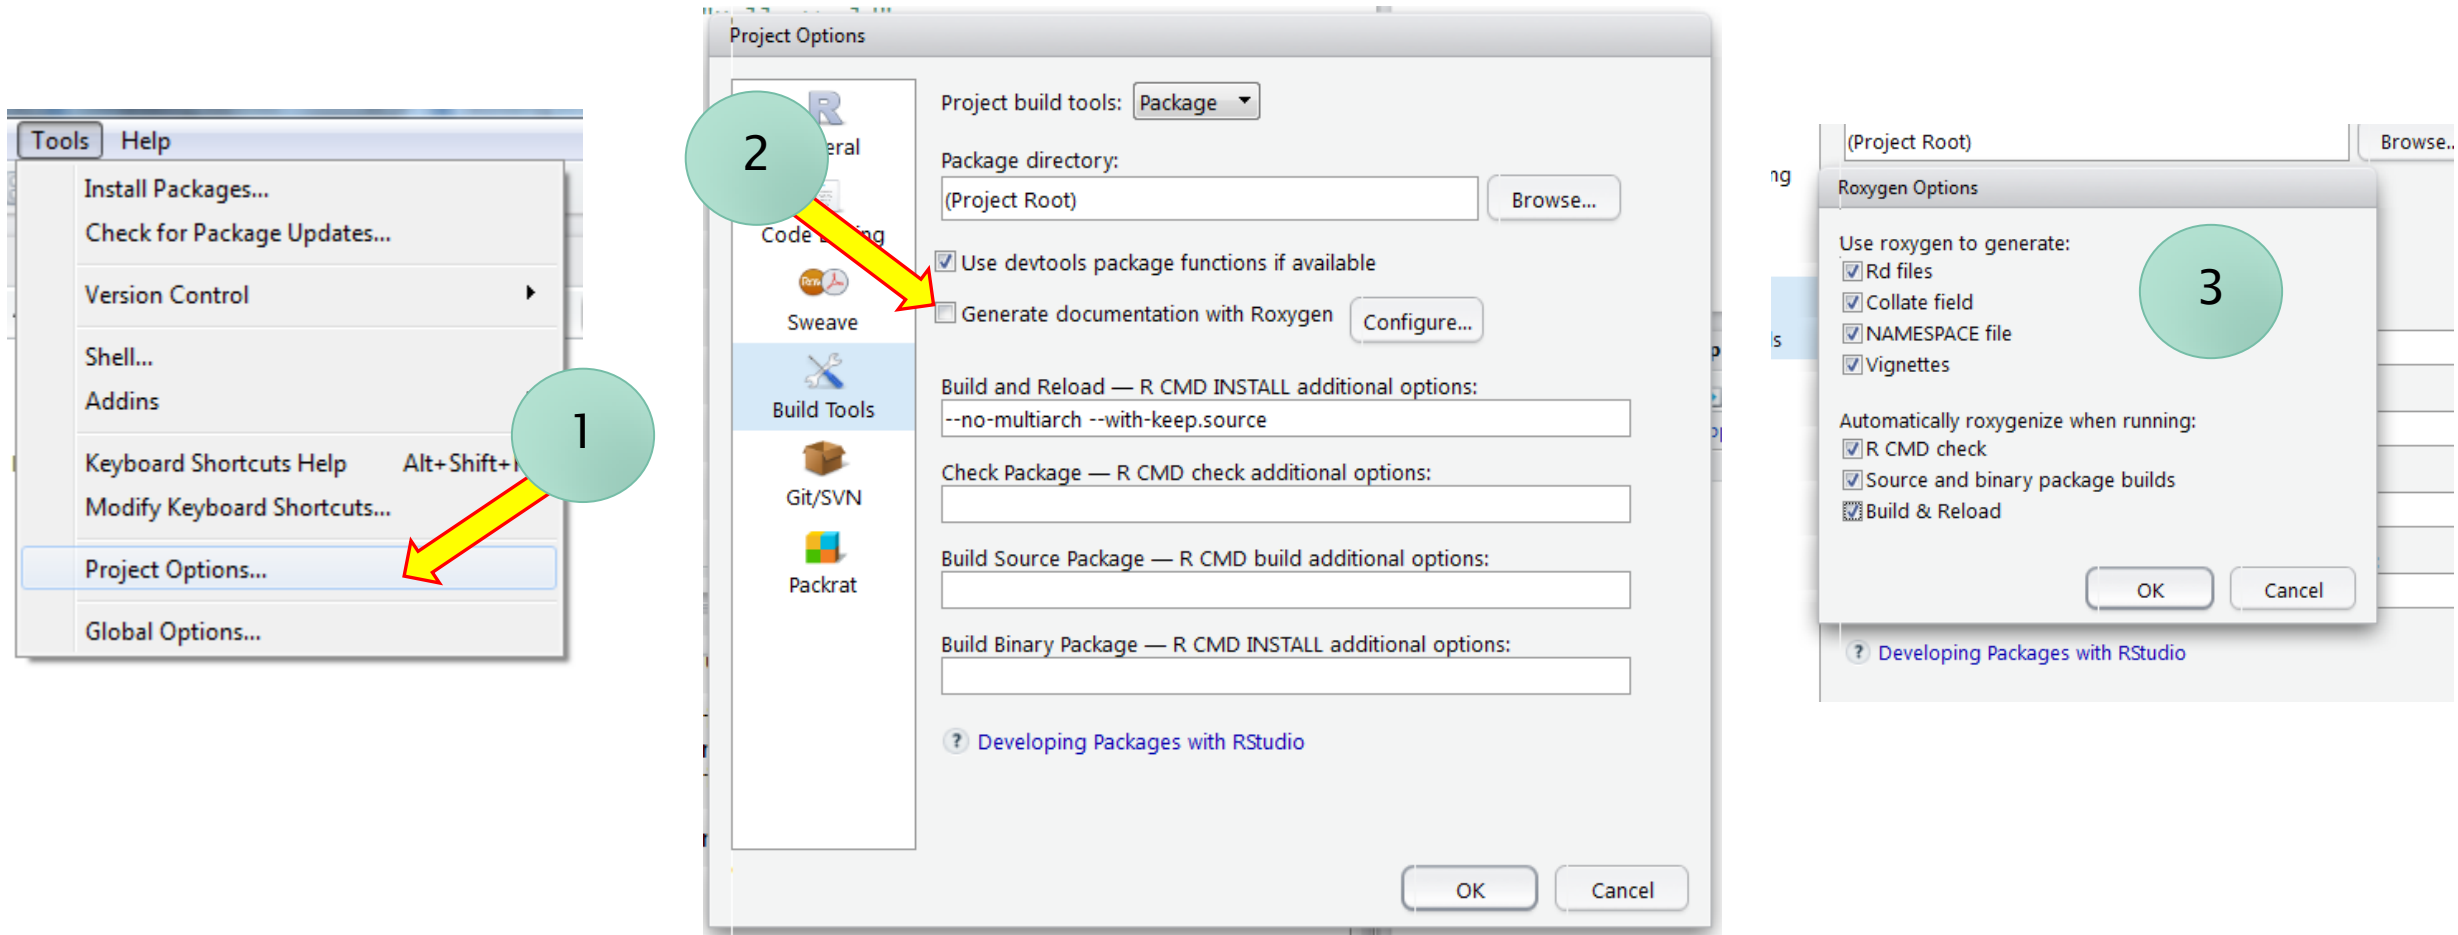 Tools Help
Install Packages...
Check for Package Updates...
Version Control
Shell...
Addins
Keyboard Shortcuts Help
Modify Keyboard Shortcuts...
Project Options...
Global Options...
1
Project Options
2
Code
Sweave
Build Tools
Git/SVN
Packrat
Project build tools: Package
Package directory:
(Project Root) Browse...
Use devtools package functions if available
Generate documentation with Roxygen Configure...
Build and Reload — R CMD INSTALL additional options:
--no-multiarch --with-keep.source
Check Package — R CMD check additional options:
Build Source Package — R CMD build additional options:
Build Binary Package — R CMD INSTALL additional options:
? Developing Packages with RStudio
OK Cancel
(Project Root) Browse..
Roxygen Options
3
Use roxygen to generate:
Rd files
Collate field
NAMESPACE file
Vignettes
Automatically roxygenize when running:
R CMD check
Source and binary package builds
Build & Reload
OK Cancel
? Developing Packages with RStudio